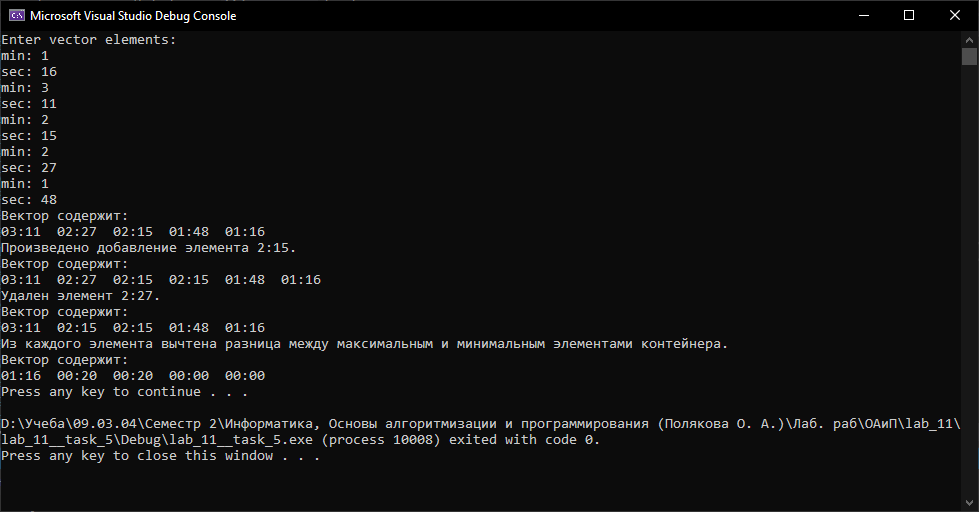 Microsoft Visual Studio Debug Console
Enter vector elements:
min: 1
sec: 16
min: 3
sec: 11
min: 2
sec: 15
min: 2
sec: 27
min: 1
sec: 48
Вектор содержит:
03:11  02:27  02:15  01:48  01:16
Произведено добавление элемента 2:15.
Вектор содержит:
03:11  02:27  02:15  02:15  01:48  01:16
Удален элемент 2:27.
Вектор содержит:
03:11  02:15  02:15  01:48  01:16
Из каждого элемента вычтена разница между максимальным и минимальным элементами контейнера.
Вектор содержит:
01:16  00:20  00:20  00:00  00:00
Press any key to continue . . .
D:\Учеба\09.03.04\Семестр 2\Информатика, Основы алгоритмизации и программирования (Полякова О. А.)\Лаб. раб\ОАиП\lab_11\
lab_11__task_5\Debug\lab_11__task_5.exe (process 10008) exited with code 0.
Press any key to close this window . . .